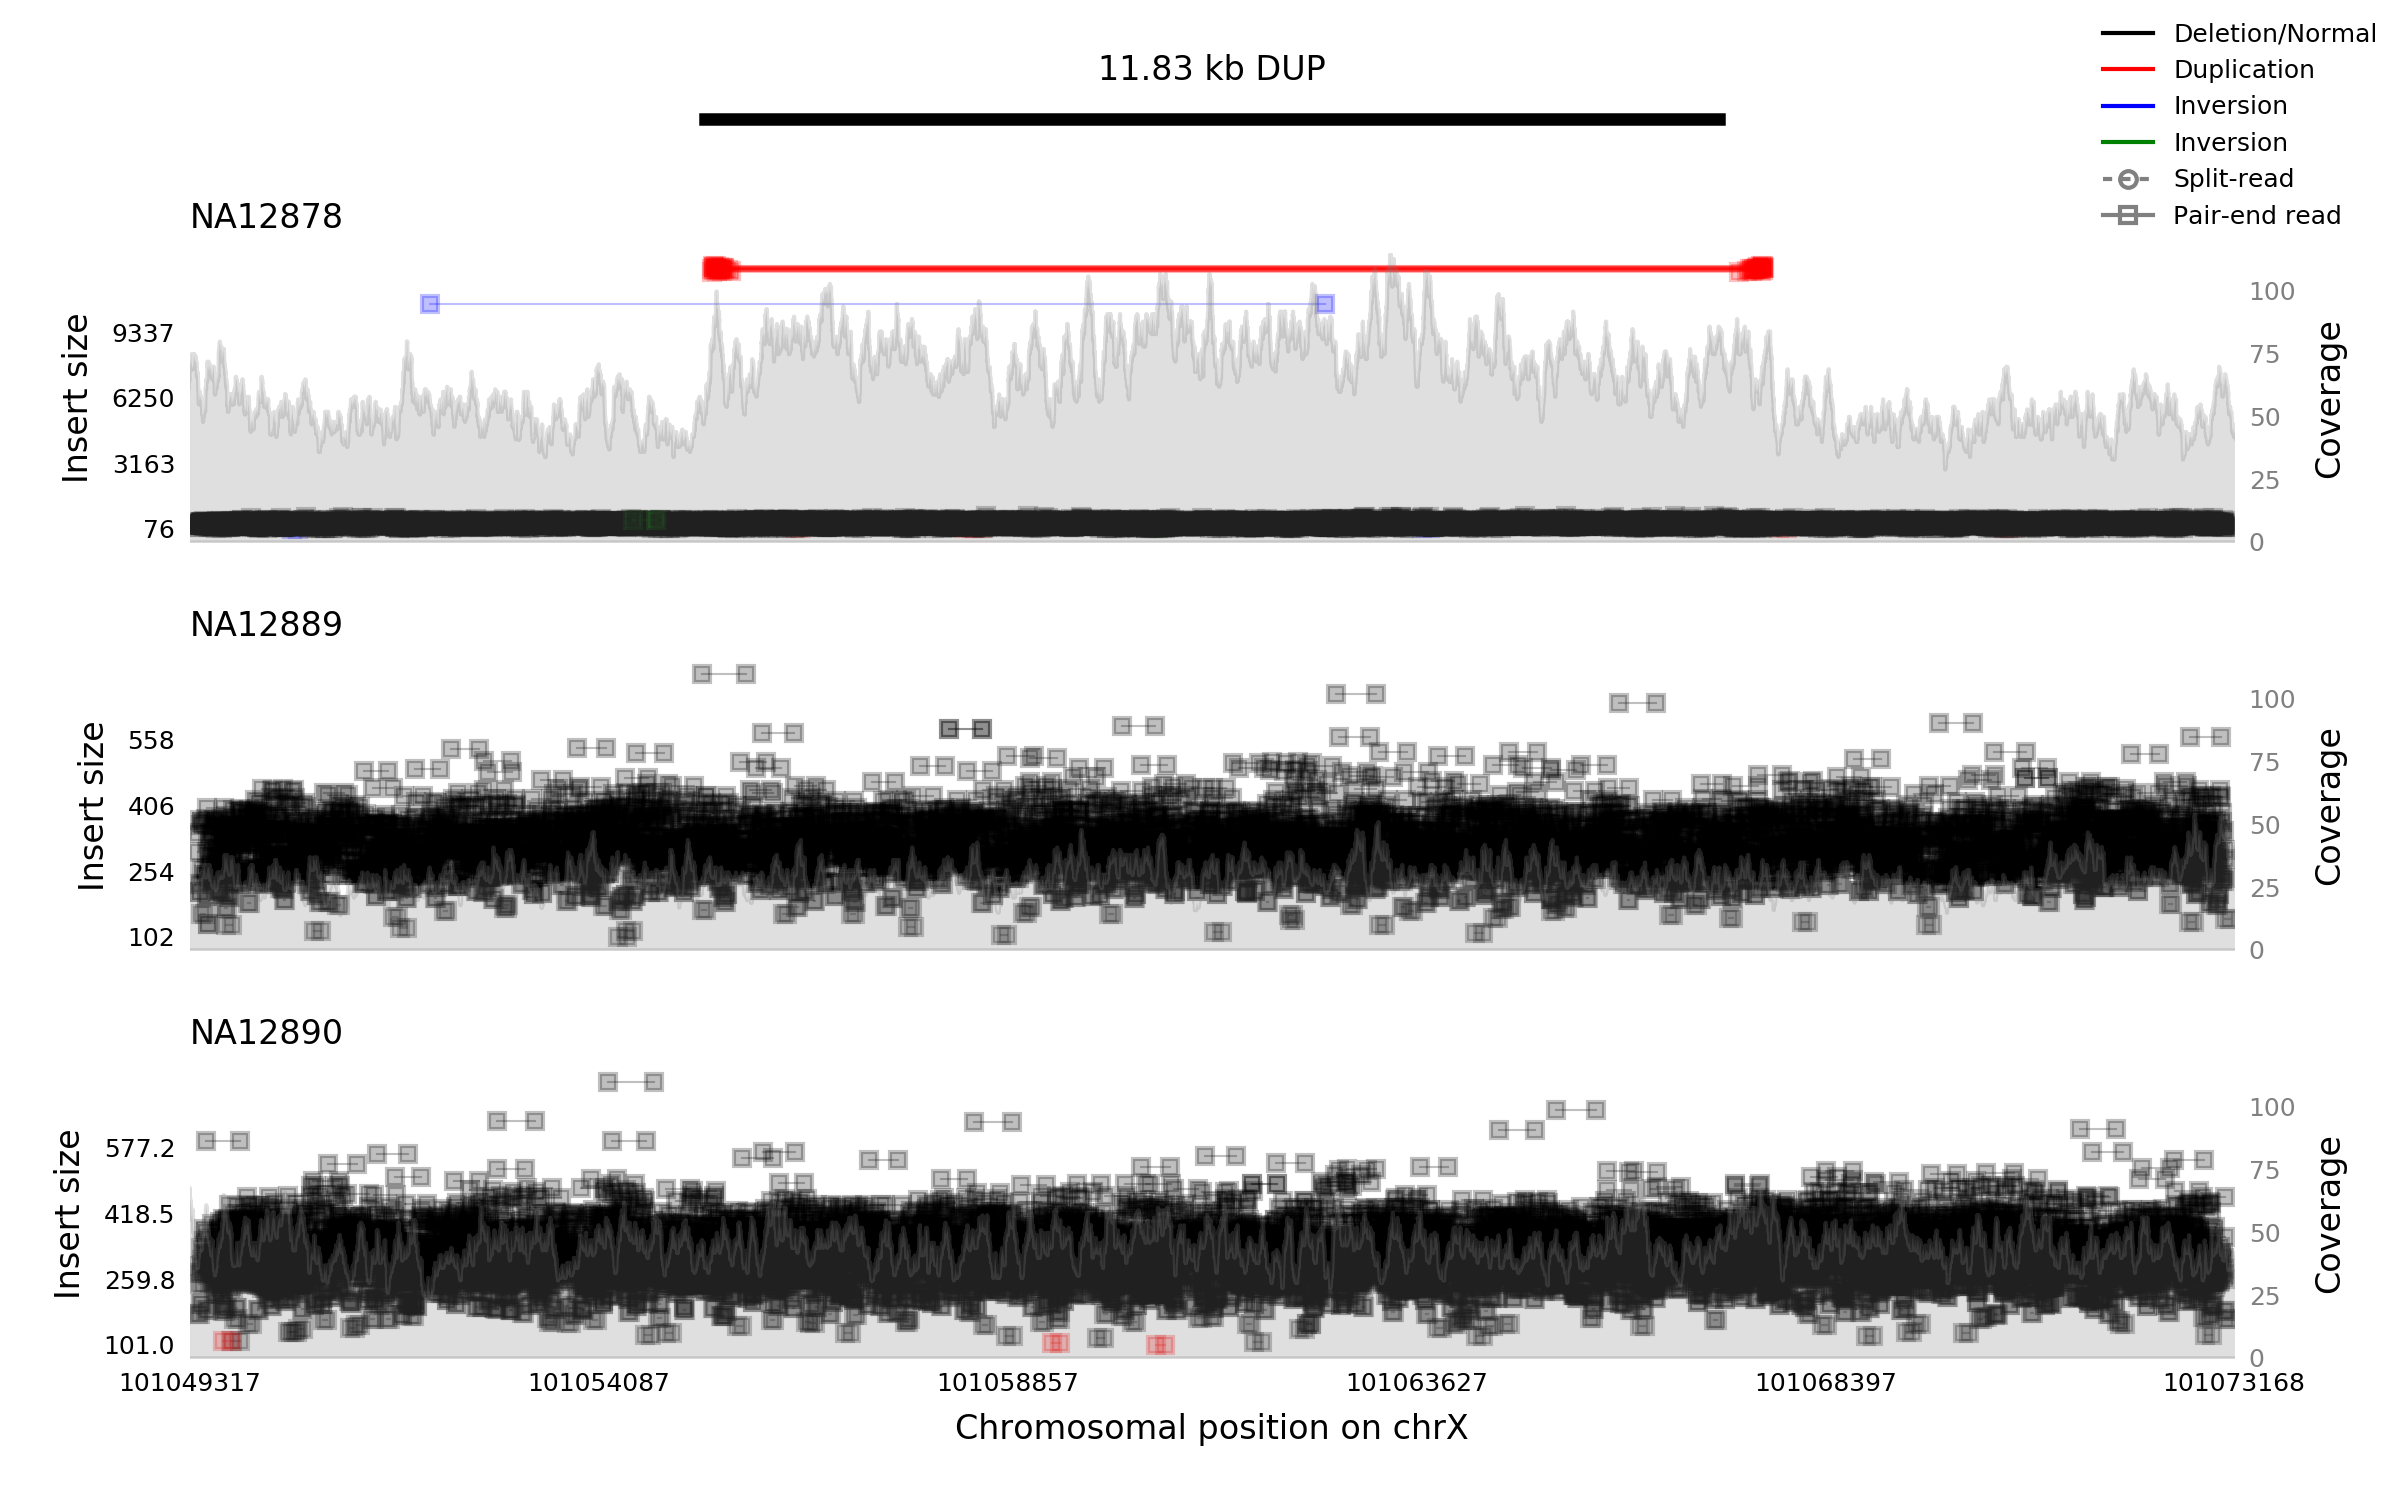 11.83 kb DUP
Deletion/Normal
Duplication
Inversion
Inversion
Split-read
Pair-end read
NA12878
Insert size
9337
6250
3163
76
100
75
50
25
0
Coverage
NA12889
Insert size
558
406
254
102
100
75
50
25
0
Coverage
NA12890
Insert size
577.2
418.5
259.8
101.0
100
75
50
25
0
Coverage
101049317 101054087 101058857 101063627 101068397 101073168
Chromosomal position on chrX